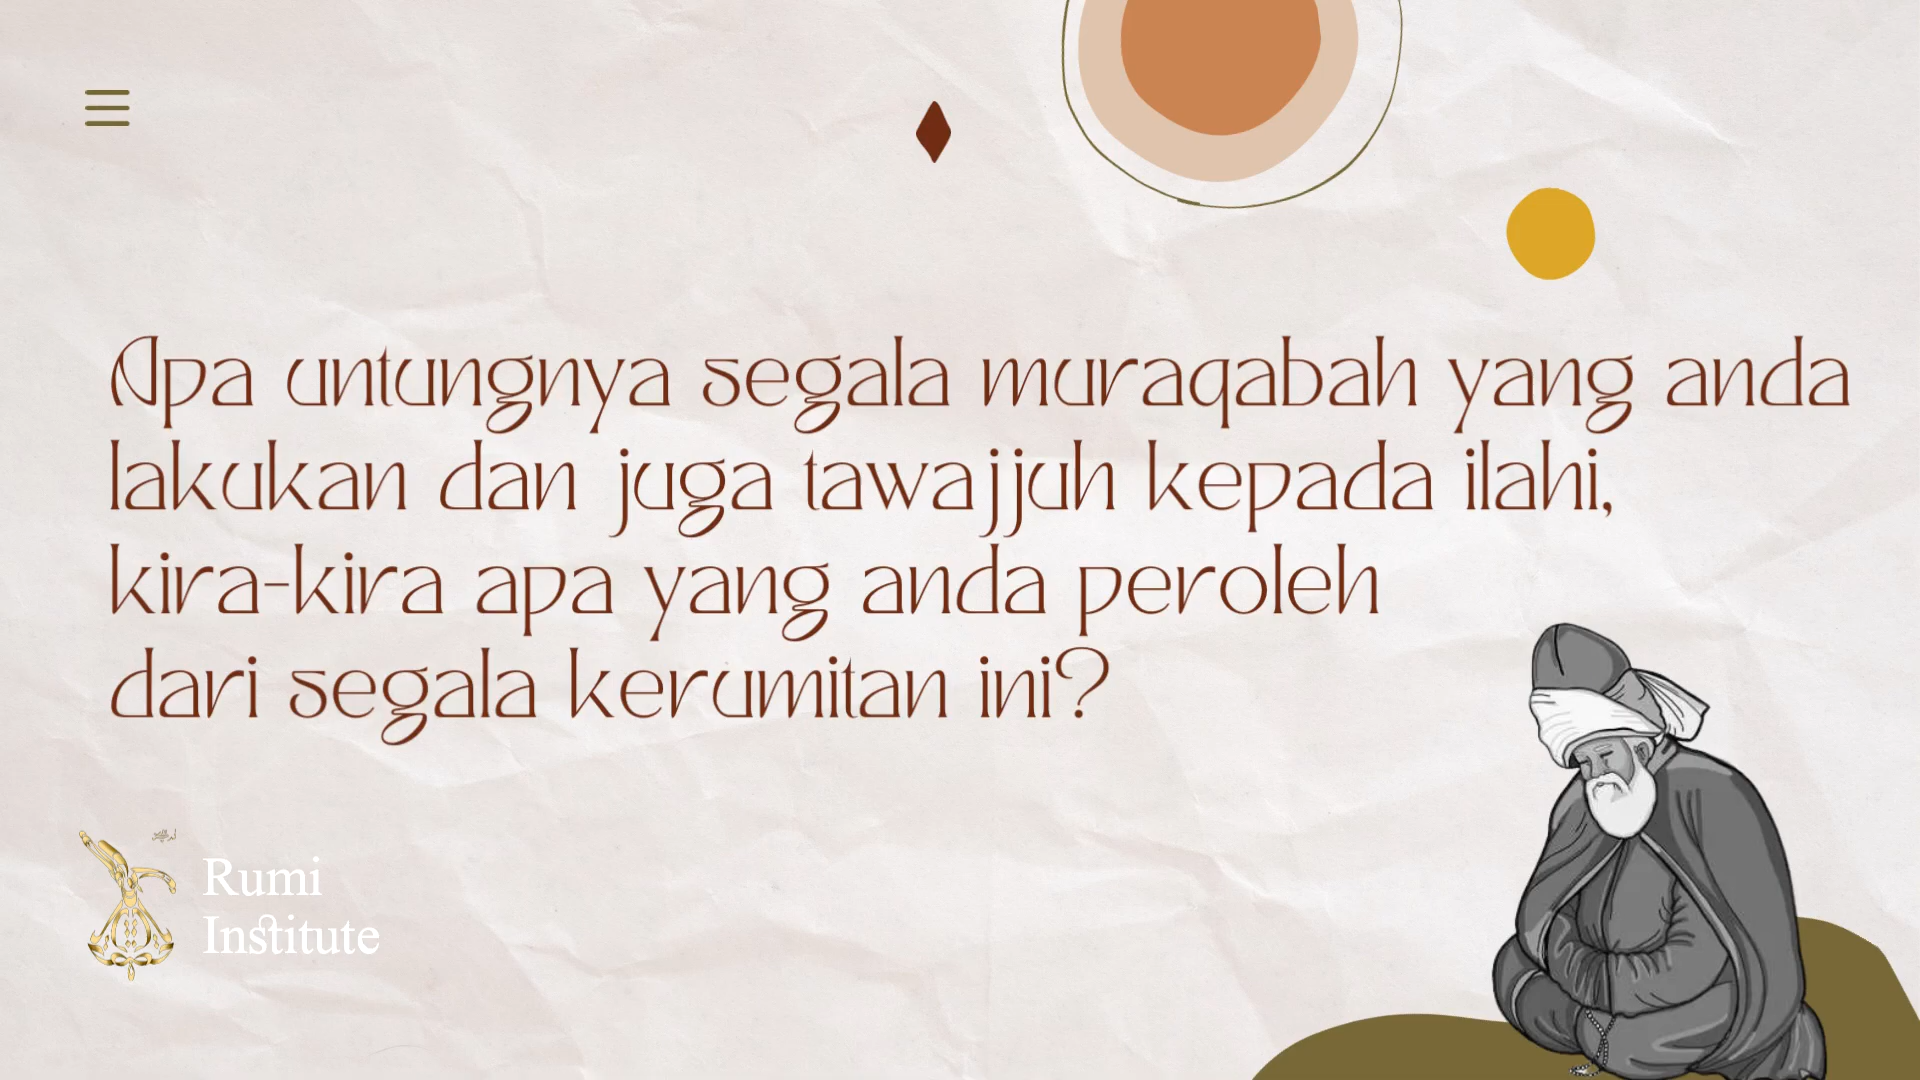 Apa untungnya segala muraqabah yang anda
lakukan dan juga tawajjuh kepada ilahi,
kira-kira apa yang anda peroleh
dari segala kerumitan ini?
Rumi
Institute